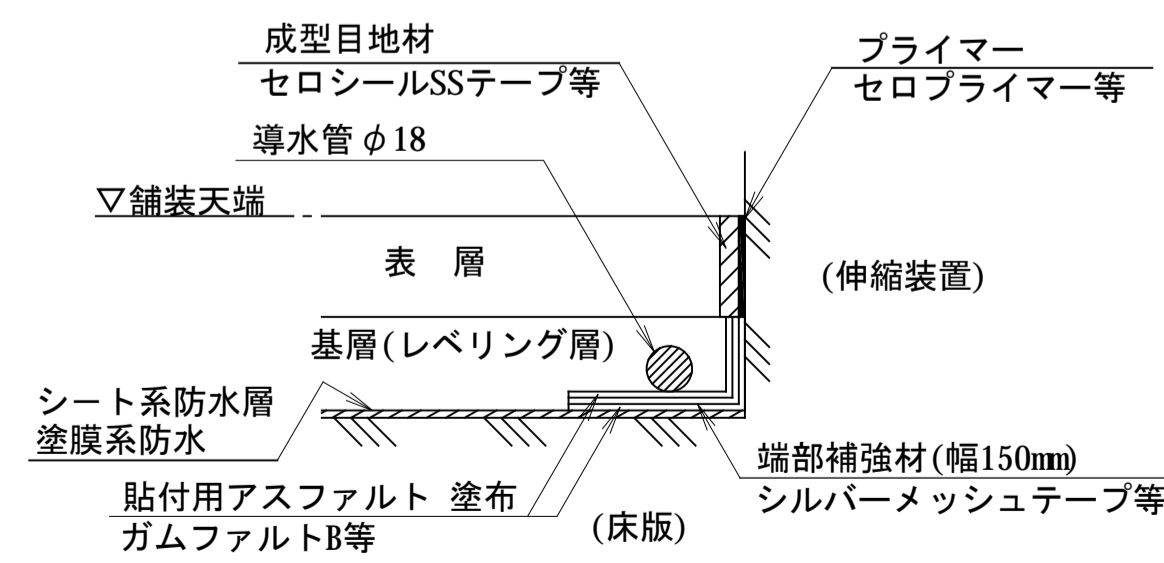 成型目地材
セロシールSSテープ等
プライマー
セロプライマー等
導水管φ18
▽舗装天端
表 層
(伸縮装置)
基層(レベリング層)
シート系防水層
塗膜系防水
端部補強材(幅150mm)
シルバーメッシュテープ等
貼付用アスファルト 塗布
ガムファルトB等
(床版)